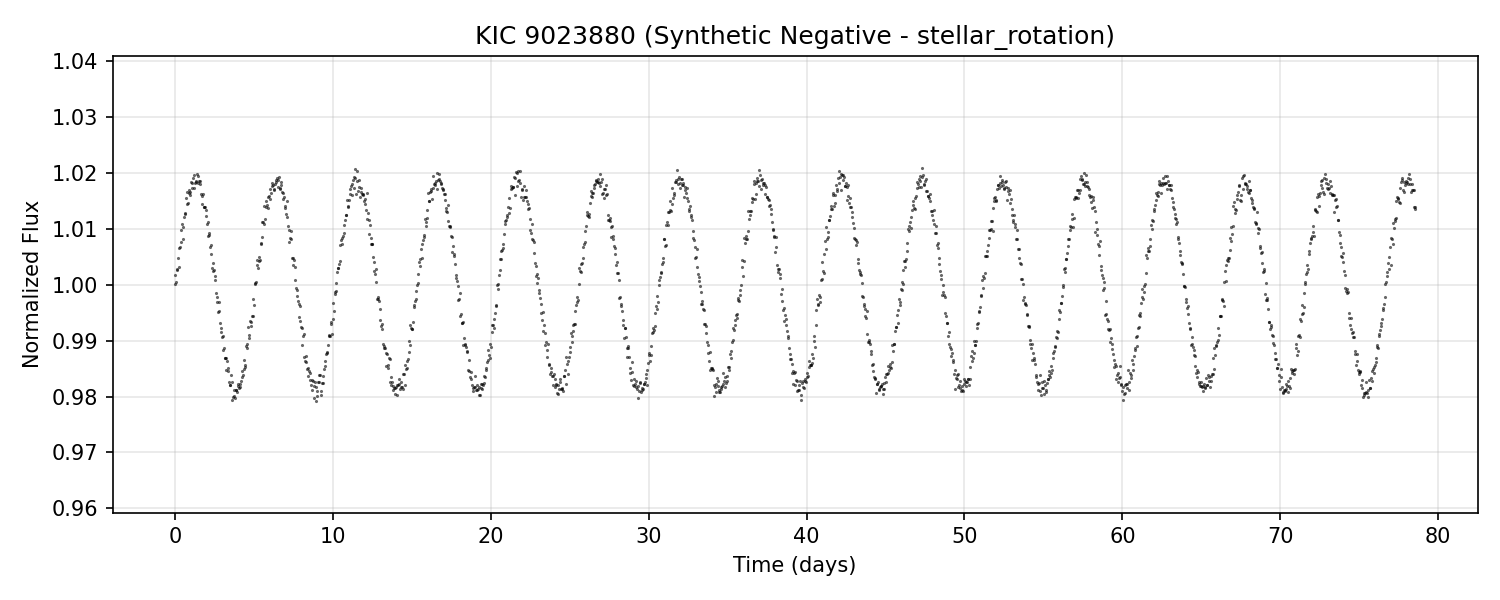 KIC 9023880 (Synthetic Negative - stellar_rotation)
1.04
1.03
1.02
1.01
1.00
0.99
0.98
0.97
0.96
Normalized Flux
0 10 20 30 40 50 60 70 80
Time (days)